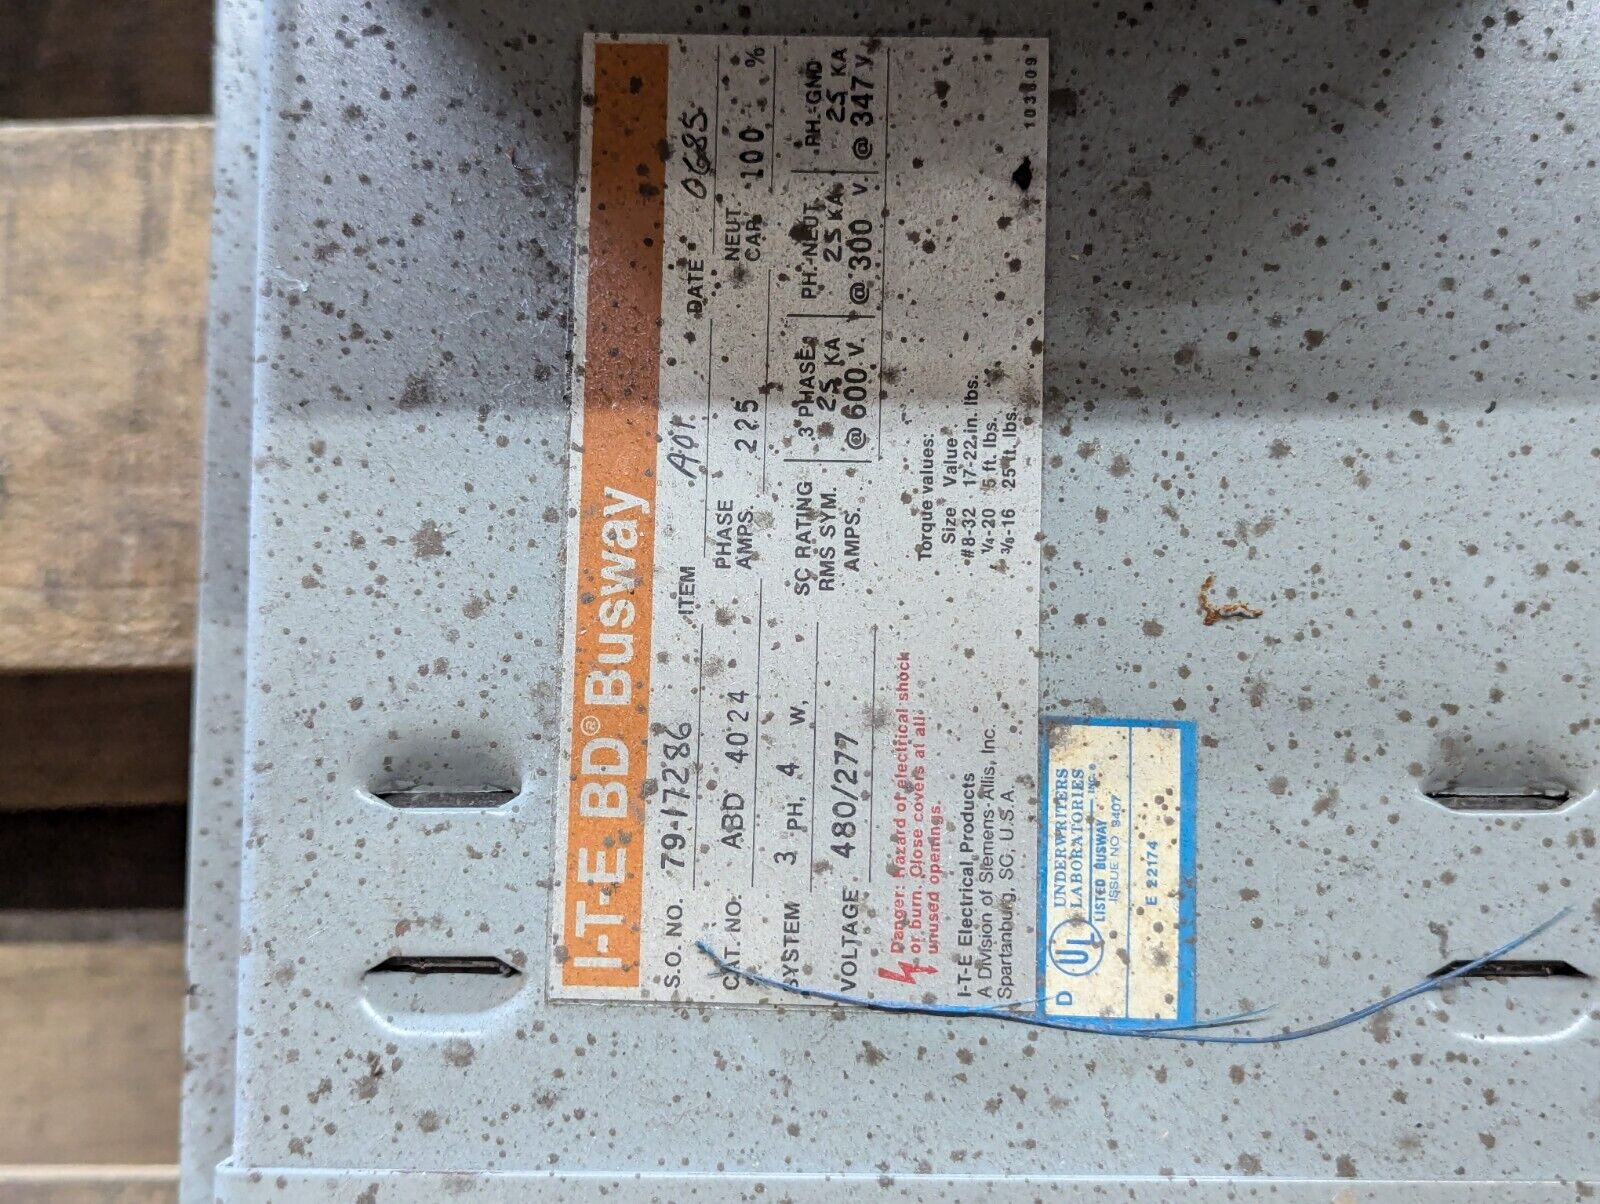 I-T-E BD® Busway
S.O. NO. 79-17286 ITEM A01 DATE 0685
CAT. NO. ABD 4024 PHASE AMPS. 225 NEUT. CAP. 100 %
SYSTEM 3 PH, 4 W, SC RATING 3 PHASE PH.-NEUT. PH.-GND
RMS SYM. 25 KA 25 KA 25 KA
VOLTAGE 480/277 AMPS. @ 600 V. @ 300 V. @ 347 V.
Danger: Hazard of electrical shock
or burn. Close covers at all
unused openings.
Torque values:
Size Value
#8-32 17-22 in. lbs.
1/4-20 5 ft. lbs.
3/8-16 25 ft. lbs.
I-T-E Electrical Products
A Division of Siemens-Allis, Inc.
Spartanburg, SC, U.S.A.
103809
D UL UNDERWRITERS
LABORATORIES INC.®
LISTED BUSWAY
ISSUE NO 9407
E 22174